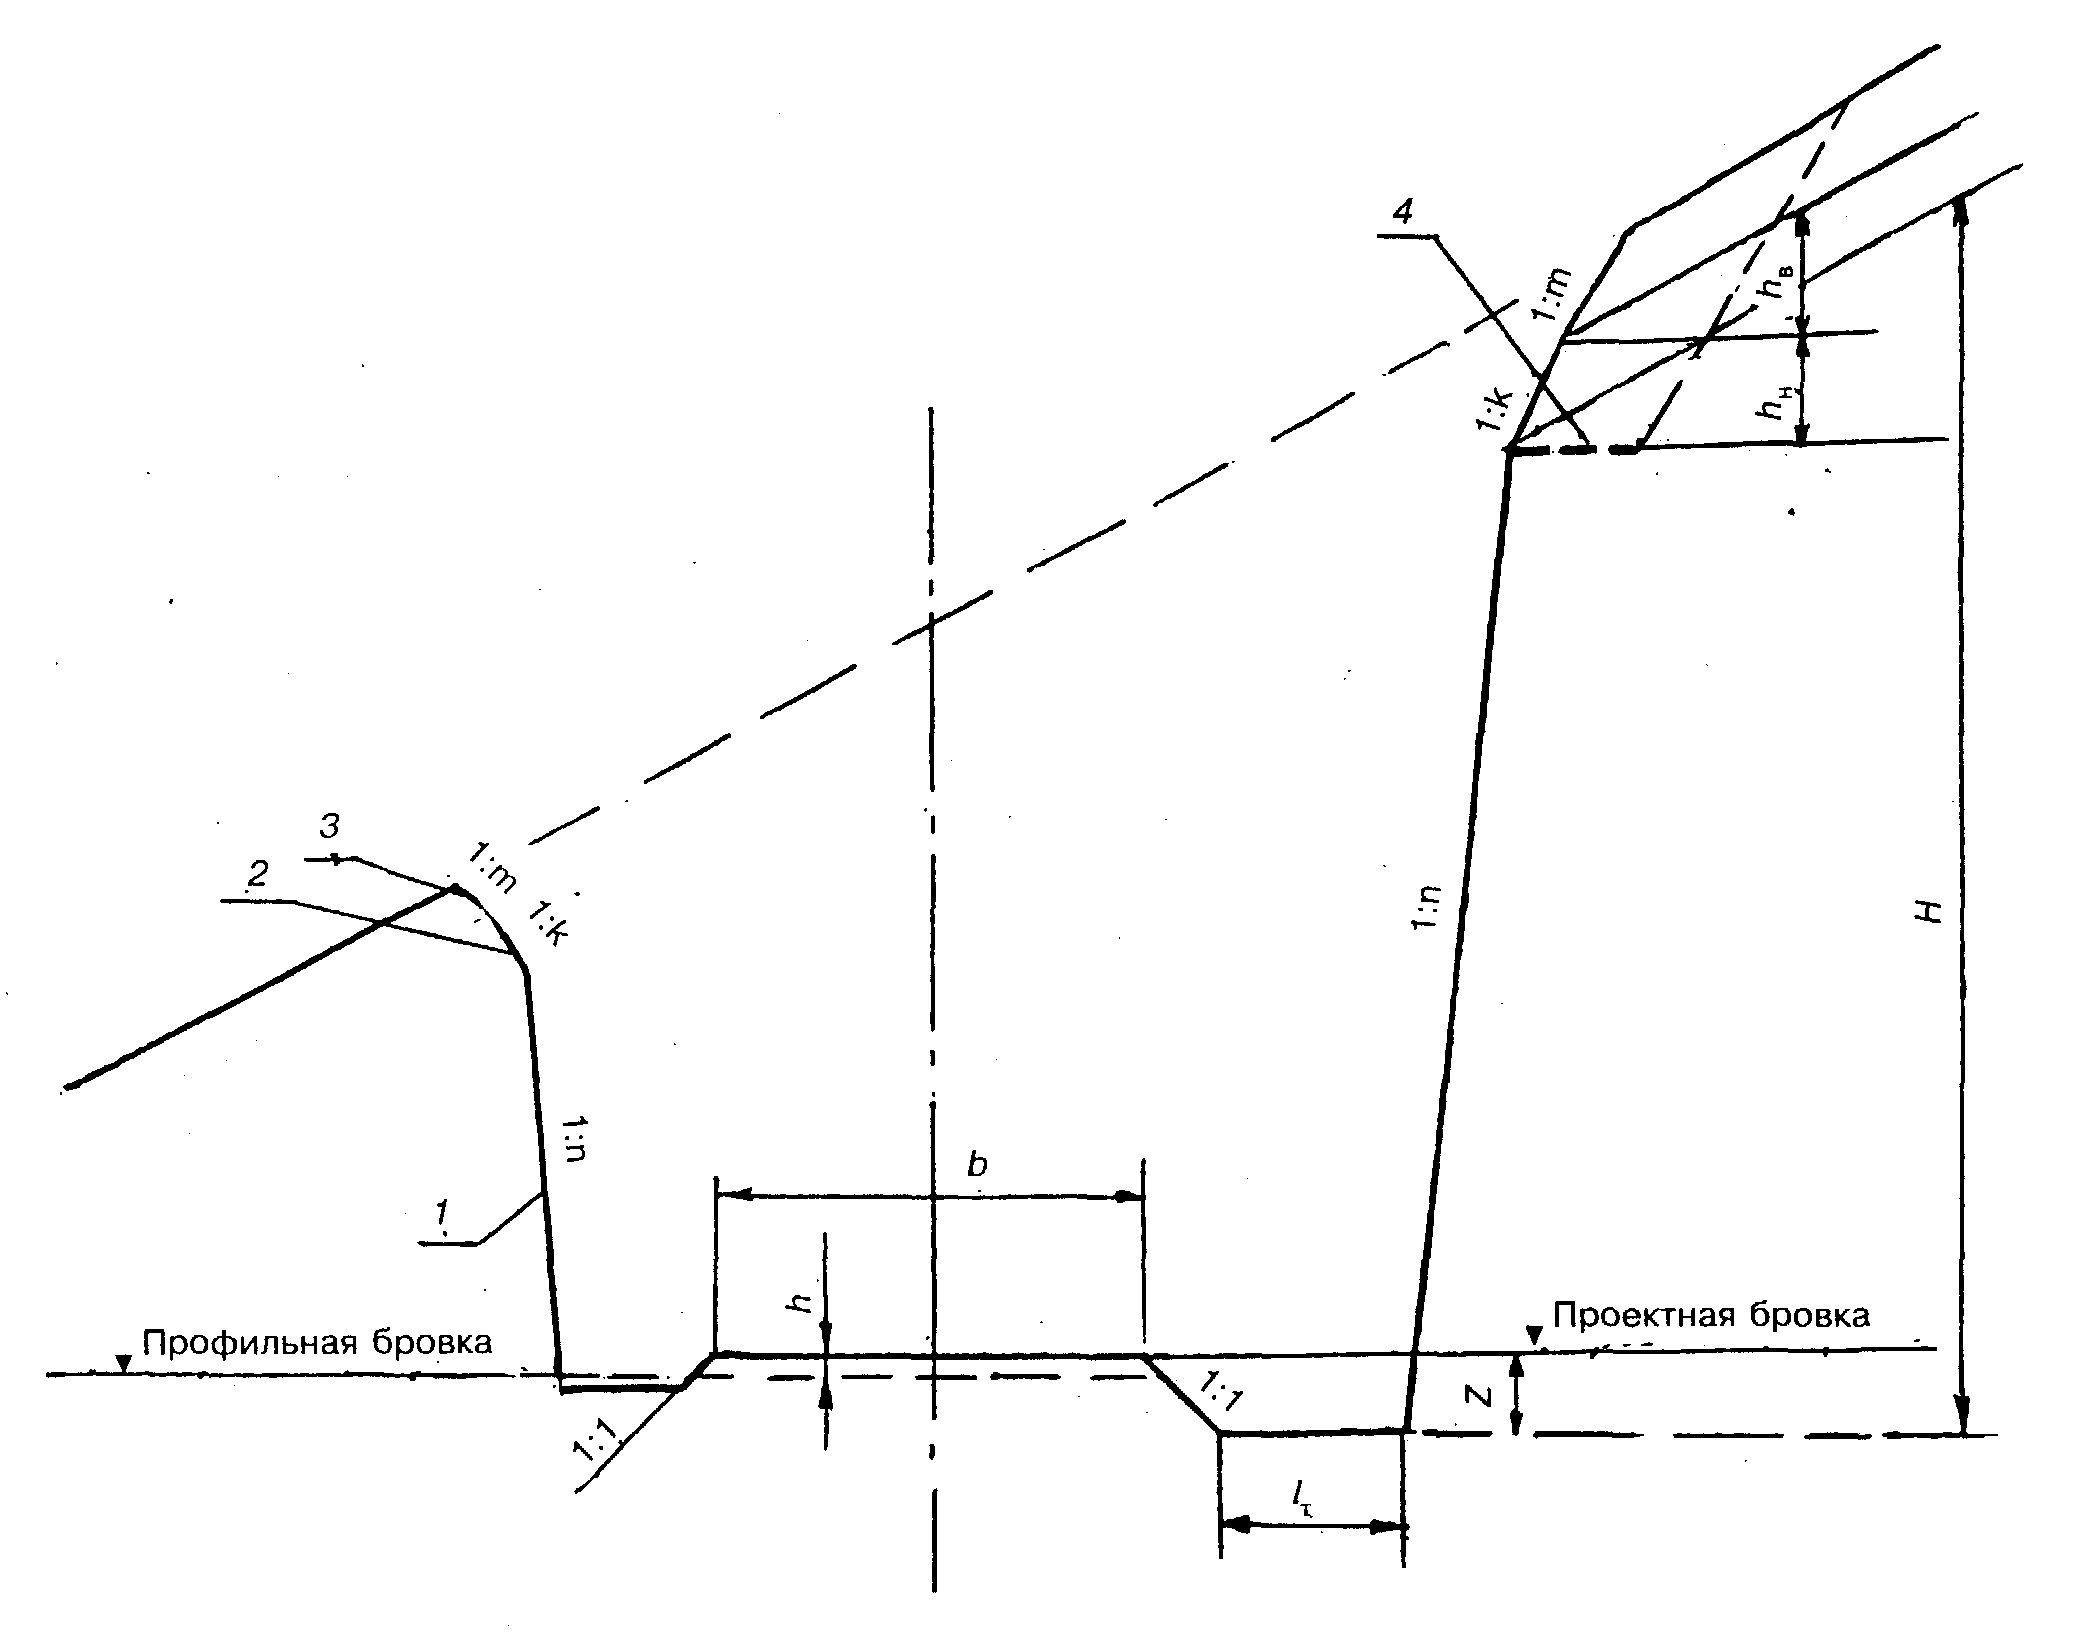 4
1:m
h_в
1:k
h_н
3
2
1:m
1:k
1:n
H
1:n
b
1
h
Профильная бровка
Проектная бровка
1:1
Z
1:1
l_т